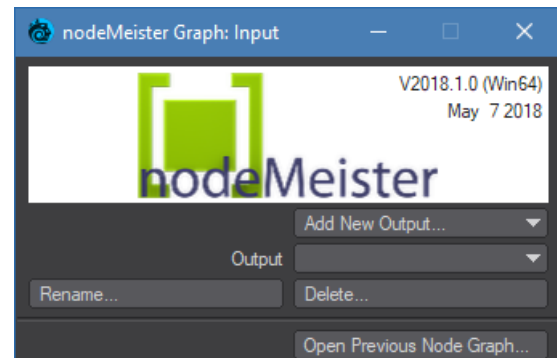 nodeMeister Graph: Input
V2018.1.0 (Win64)
May 7 2018
nodeMeister
Add New Output...
Output
Rename...
Delete...
Open Previous Node Graph...